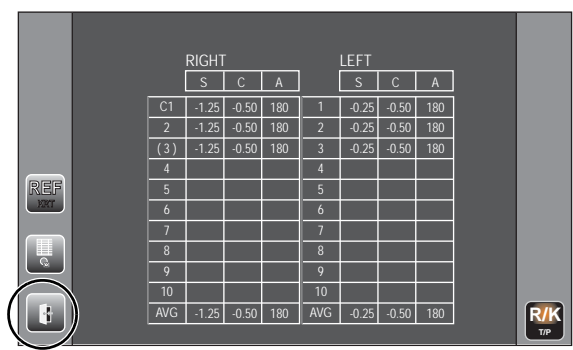 RIGHT LEFT
S C A S C A
C1 -1.25 -0.50 180 1 -0.25 -0.50 180
2 -1.25 -0.50 180 2 -0.25 -0.50 180
(3) -1.25 -0.50 180 3 -0.25 -0.50 180
4 4
5 5
6 6
7 7
8 8
9 9
10 10
AVG -1.25 -0.50 180 AVG -0.25 -0.50 180
REF
KRT
R/K
T/P